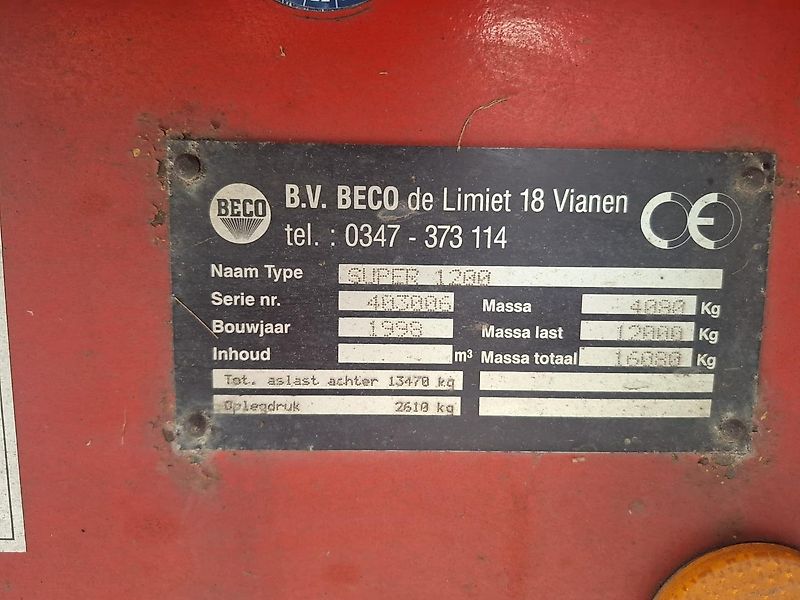 BECO
B.V. BECO de Limiet 18 Vianen
CE
tel. : 0347 - 373 114
Naam Type SUPER 1200
Serie nr. 403006 Massa 4080 Kg
Bouwjaar 1998 Massa last 12000 Kg
Inhoud m³ Massa totaal 16080 Kg
Tot. aslast achter 13470 kg
Oplegdruk 2610 kg